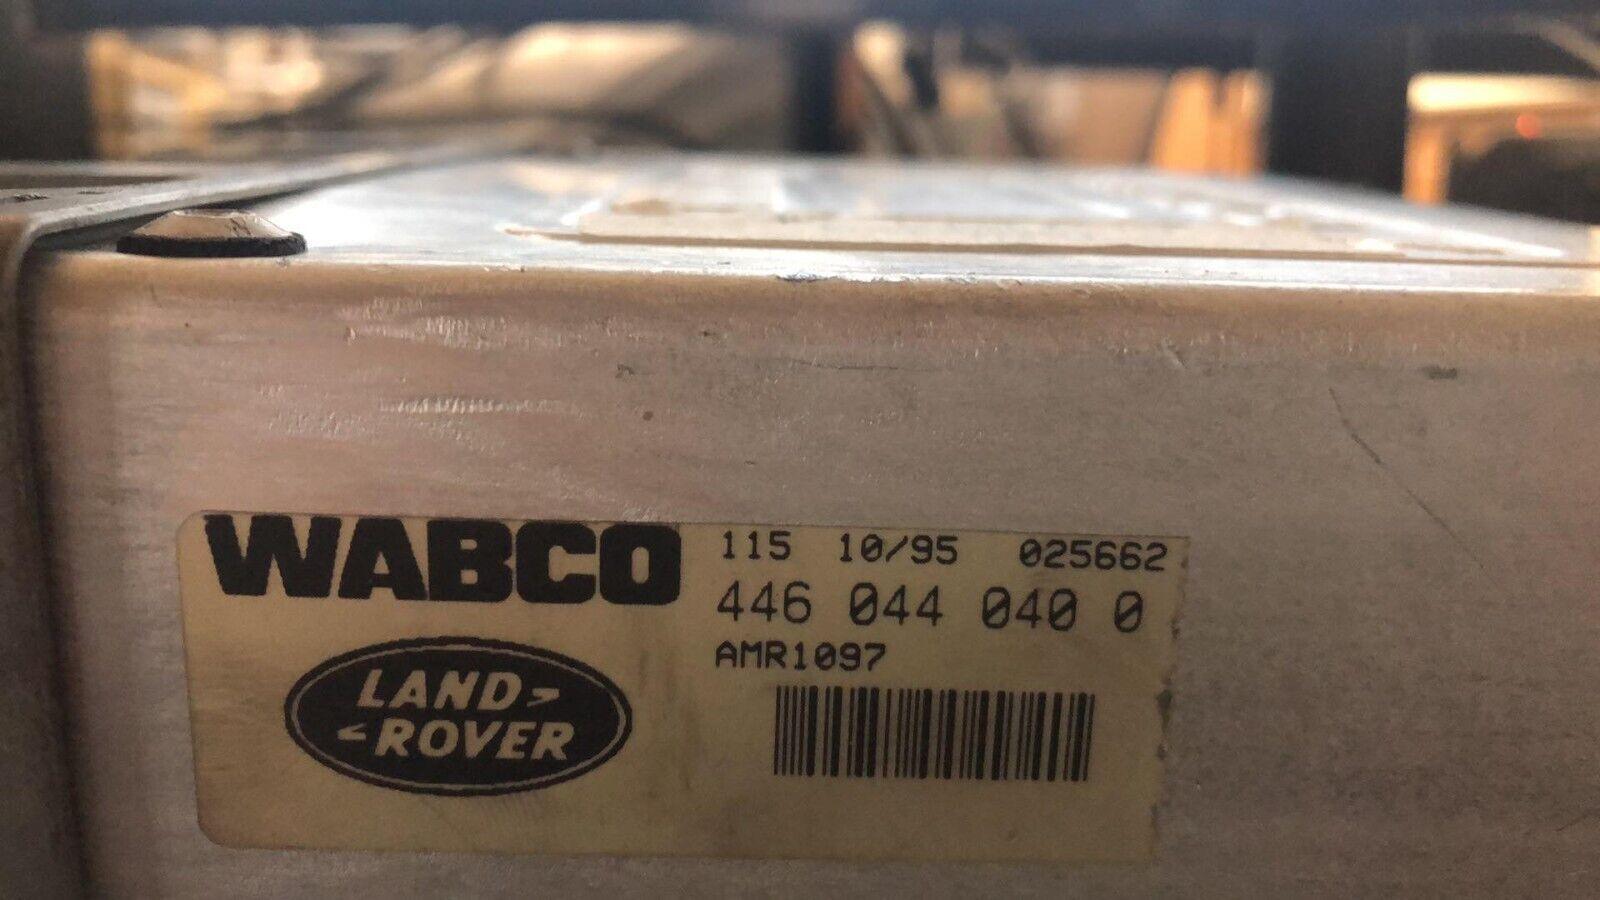 WABCO
115 10/95 025662
446 044 040 0
AMR1097
LAND
ROVER